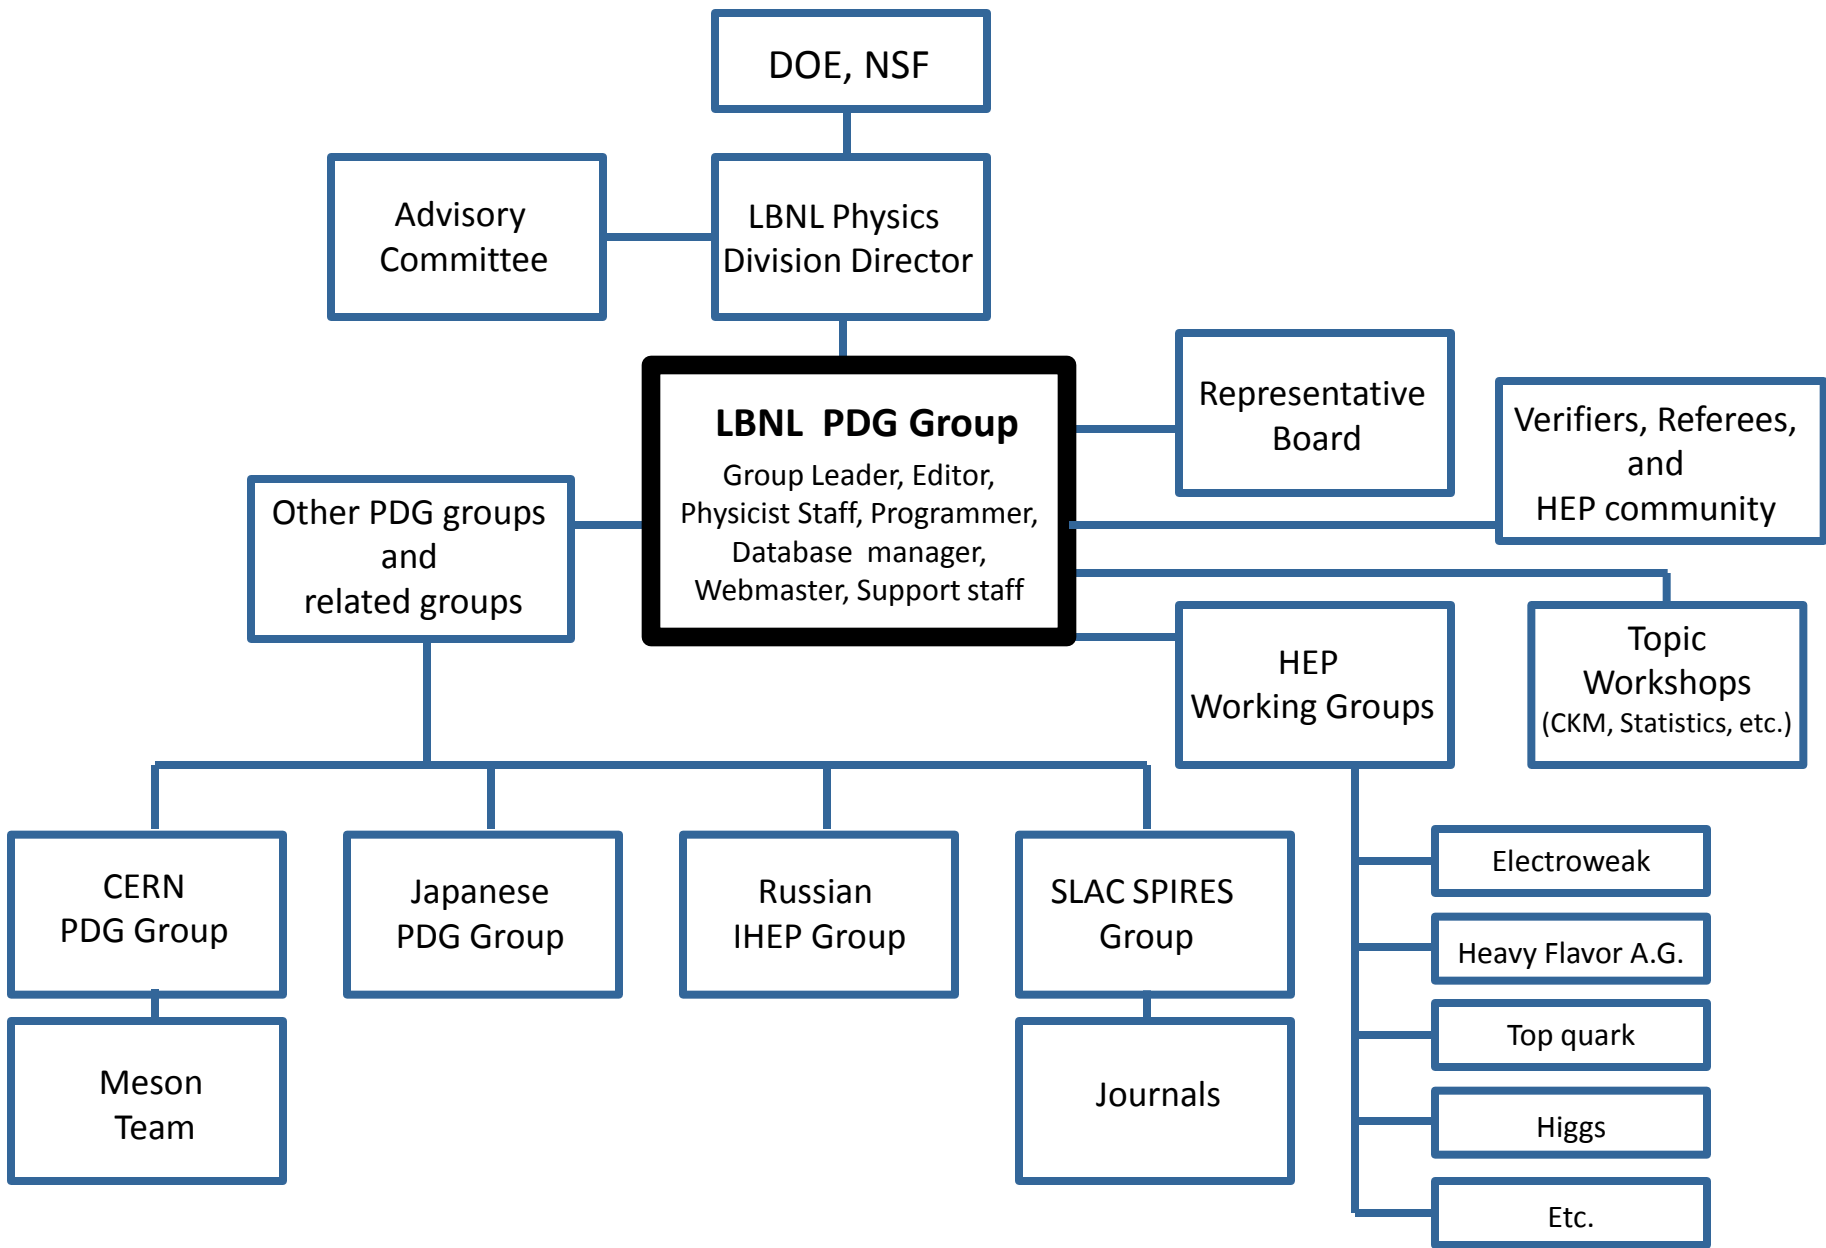 DOE, NSF
Advisory
Committee
LBNL Physics
Division Director
LBNL  PDG Group
Group Leader, Editor,
Physicist Staff, Programmer,
Database  manager,
Webmaster, Support staff
Representative
Board
Verifiers, Referees,
and
HEP community
Other PDG groups
and
related groups
HEP
Working Groups
Topic
Workshops
(CKM, Statistics, etc.)
CERN
PDG Group
Japanese
PDG Group
Russian
IHEP Group
SLAC SPIRES
Group
Electroweak
Heavy Flavor A.G.
Top quark
Higgs
Etc.
Meson
Team
Journals